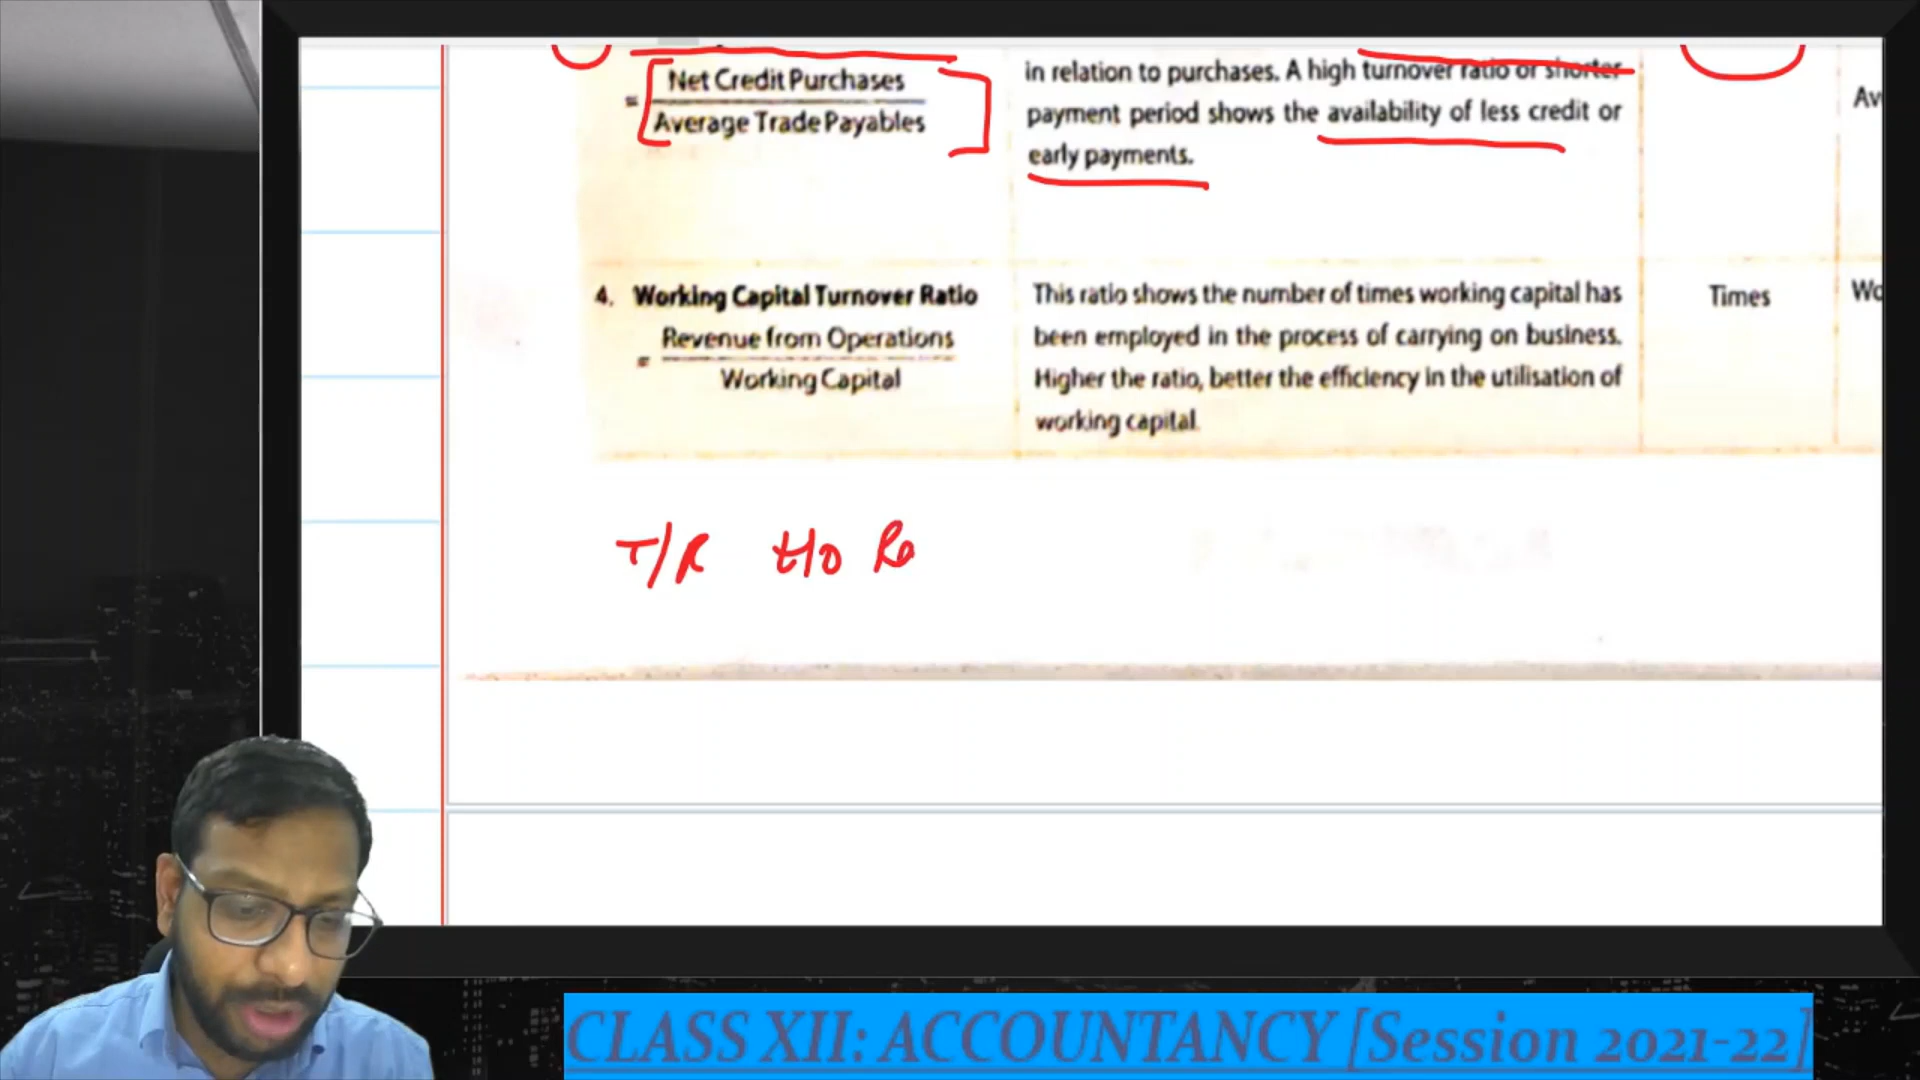 Net Credit Purchases
=
Average Trade Payables
in relation to purchases. A high turnover ratio or shorter
payment period shows the availability of less credit or
early payments.
Av
4. Working Capital Turnover Ratio
Revenue from Operations
=
Working Capital
This ratio shows the number of times working capital has
been employed in the process of carrying on business.
Higher the ratio, better the efficiency in the utilisation of
working capital.
Times
Wo
T/R t/o Ra
CLASS XII: ACCOUNTANCY [Session 2021-22]